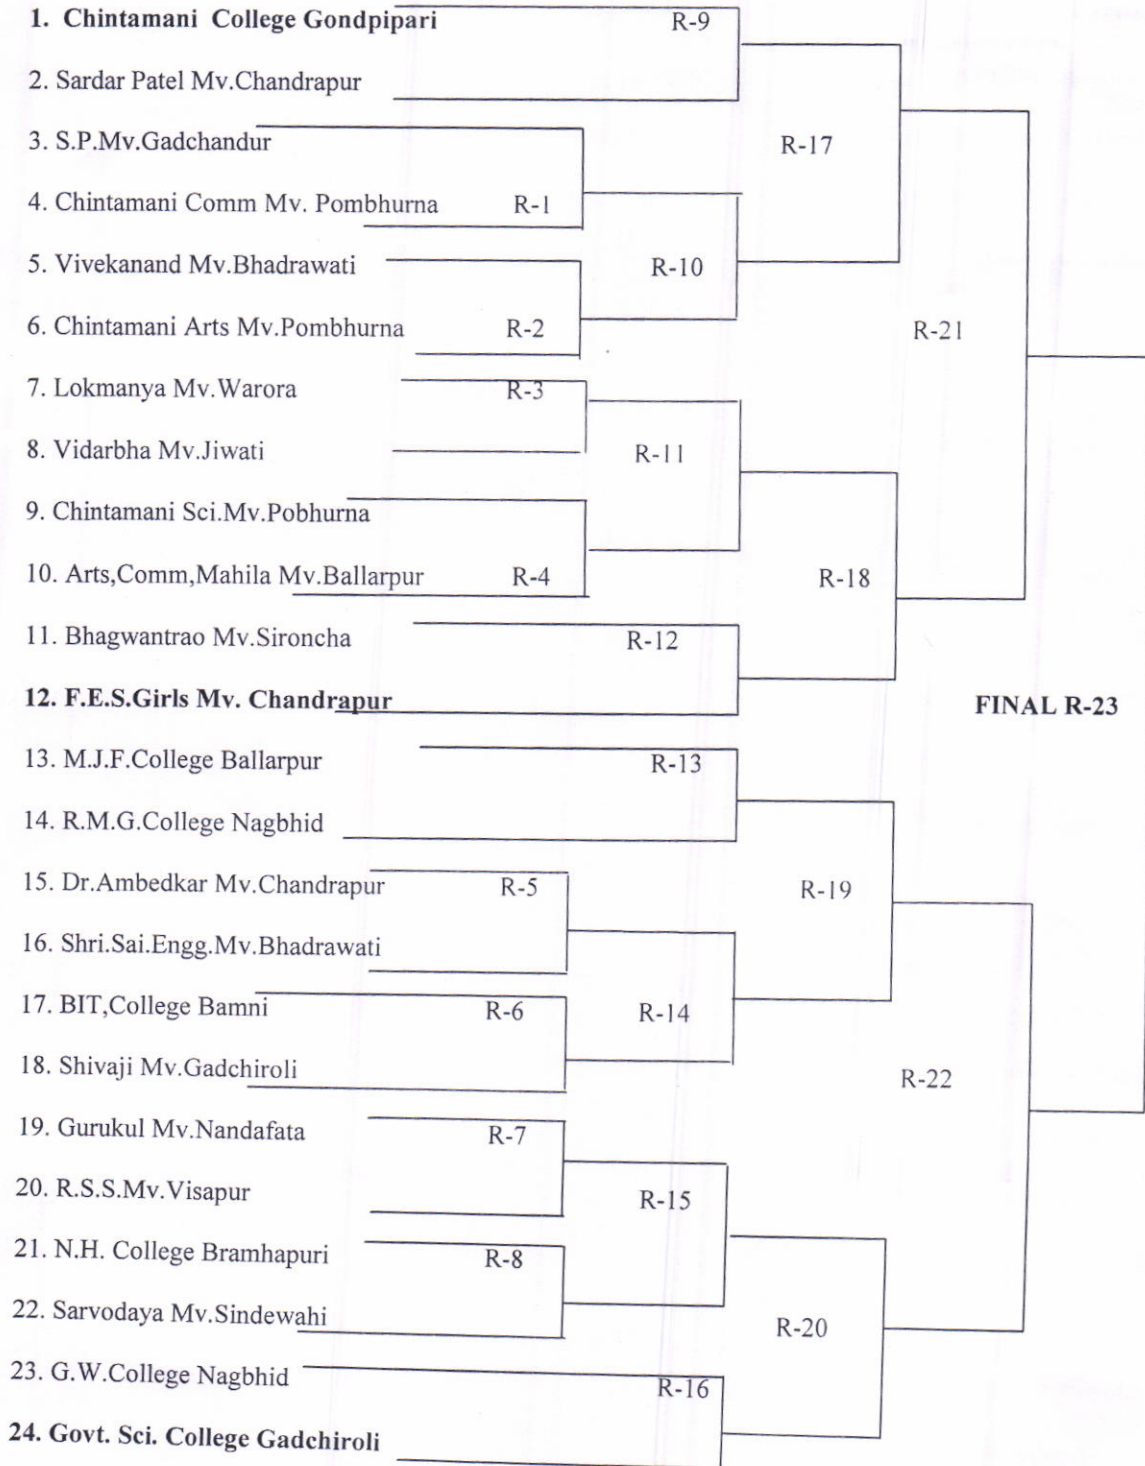 1. Chintamani College Gondpipari R-9
2. Sardar Patel Mv.Chandrapur
3. S.P.Mv.Gadchandur R-17
4. Chintamani Comm Mv. Pombhurna R-1
5. Vivekanand Mv.Bhadrawati R-10
6. Chintamani Arts Mv.Pombhurna R-2 R-21
7. Lokmanya Mv.Warora R-3
8. Vidarbha Mv.Jiwati R-11
9. Chintamani Sci.Mv.Pobhurna
10. Arts,Comm,Mahila Mv.Ballarpur R-4 R-18
11. Bhagwantrao Mv.Sironcha R-12
12. F.E.S.Girls Mv. Chandrapur FINAL R-23
13. M.J.F.College Ballarpur R-13
14. R.M.G.College Nagbhid
15. Dr.Ambedkar Mv.Chandrapur R-5 R-19
16. Shri.Sai.Engg.Mv.Bhadrawati
17. BIT,College Bamni R-6 R-14
18. Shivaji Mv.Gadchiroli R-22
19. Gurukul Mv.Nandafata R-7
20. R.S.S.Mv.Visapur R-15
21. N.H. College Bramhapuri R-8
22. Sarvodaya Mv.Sindewahi R-20
23. G.W.College Nagbhid R-16
24. Govt. Sci. College Gadchiroli